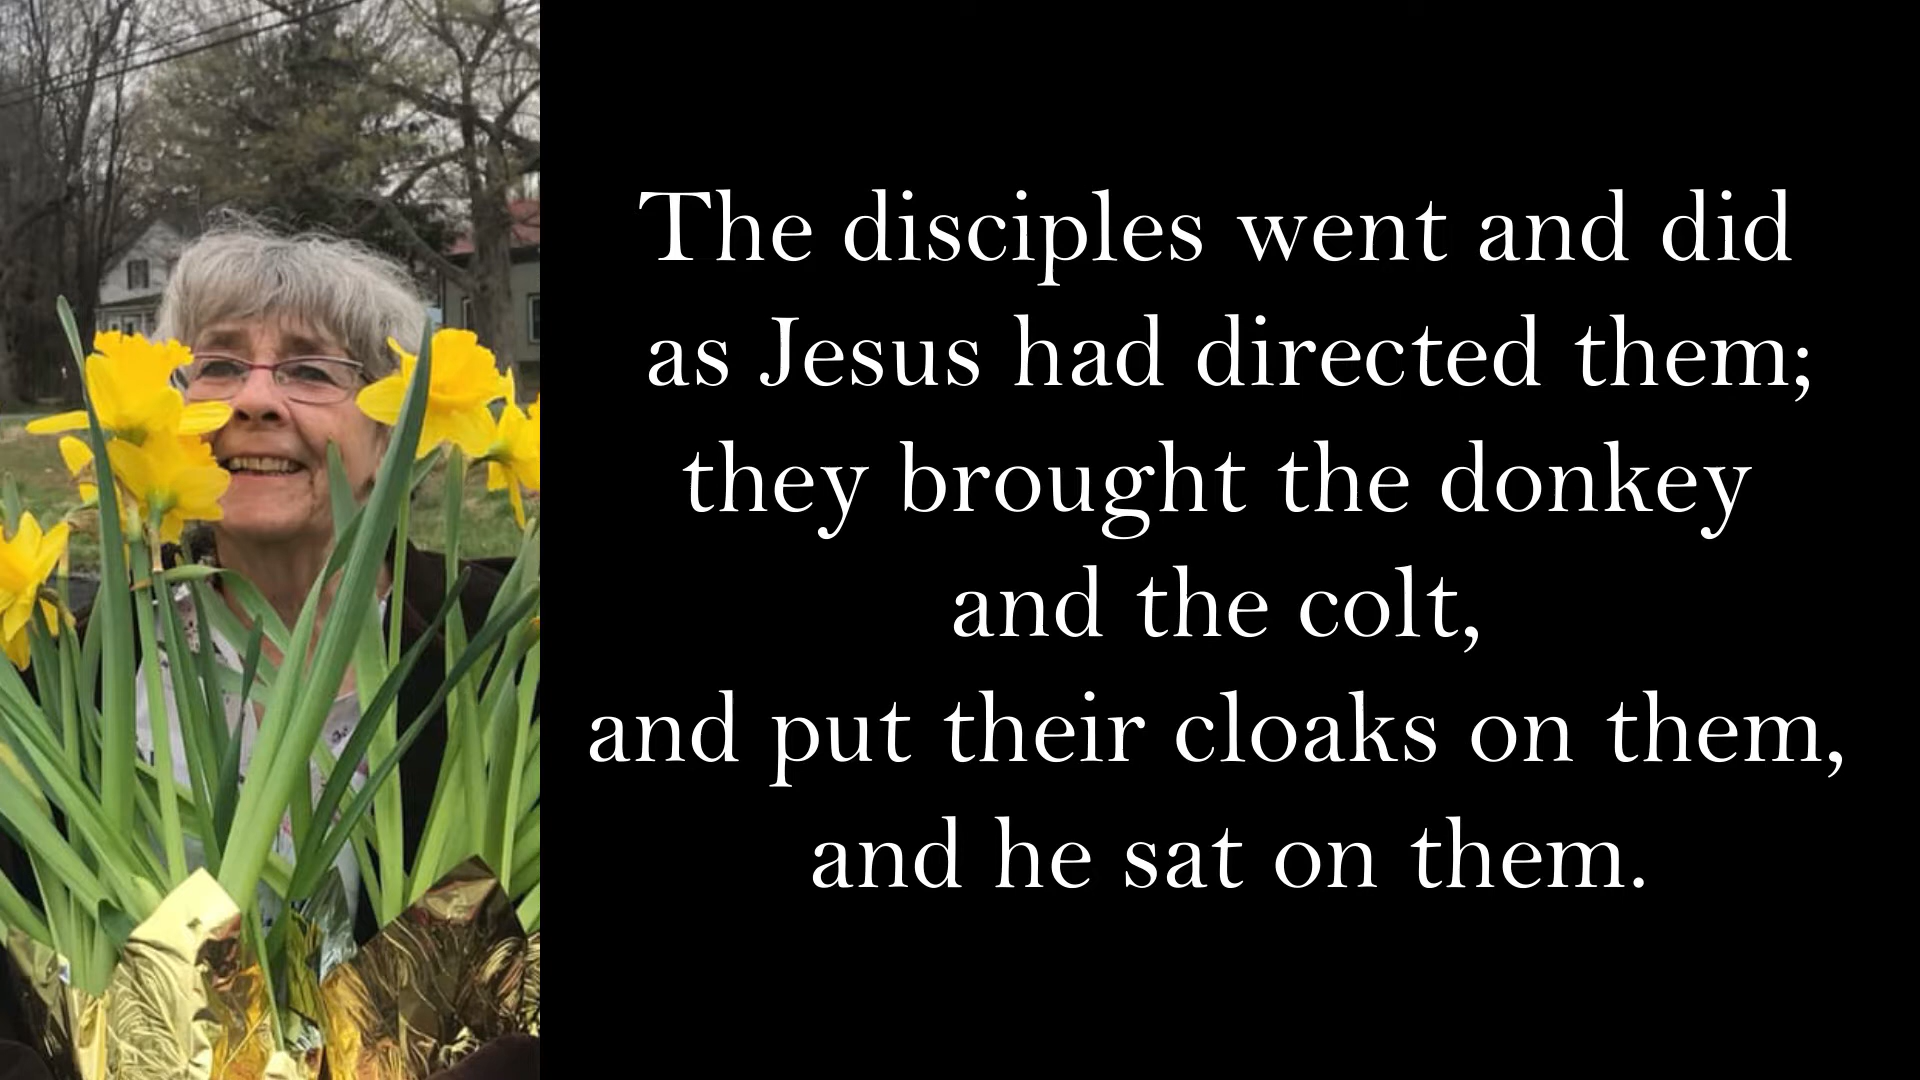 The disciples went and did
as Jesus had directed them;
they brought the donkey
and the colt,
and put their cloaks on them,
and he sat on them.